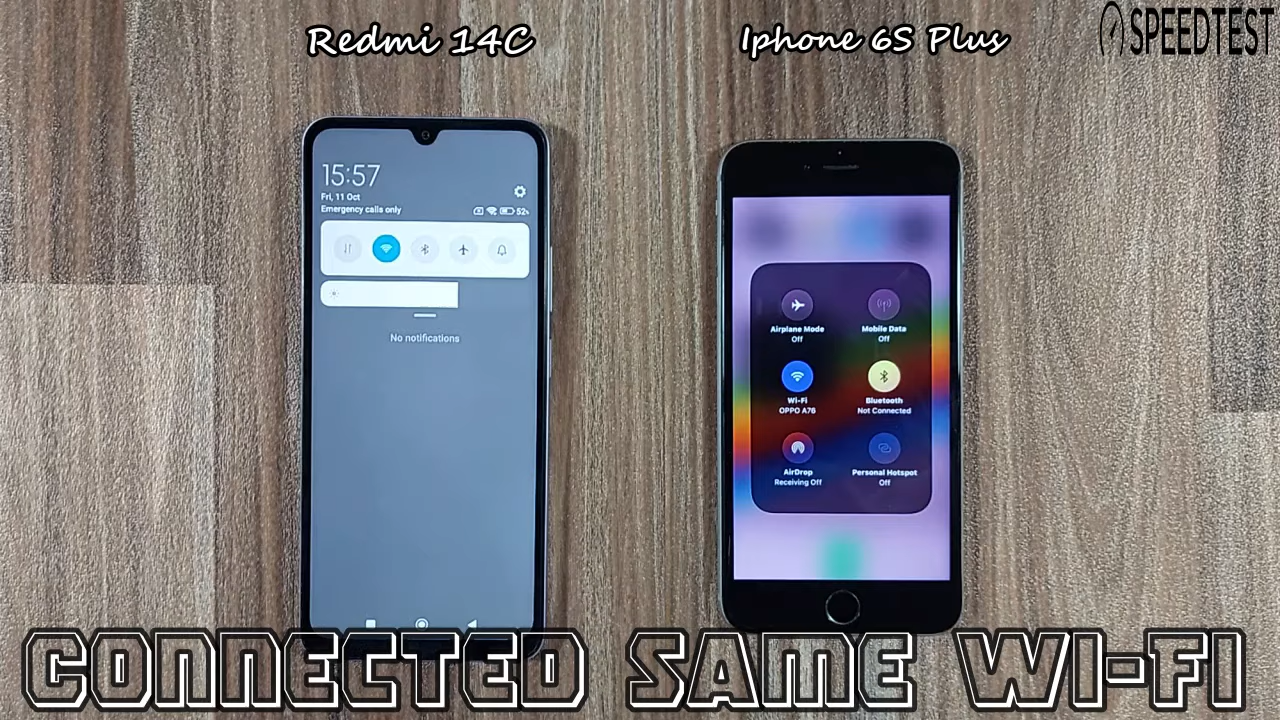 Redmi 14C
Iphone 6S Plus
SPEEDTEST
15:57
Fri, 11 Oct
Emergency calls only
52%
No notifications
Airplane Mode
Off
Mobile Data
Off
Wi-Fi
OPPO A76
Bluetooth
Not Connected
AirDrop
Receiving Off
Personal Hotspot
Off
CONNECTED SAME WI-FI